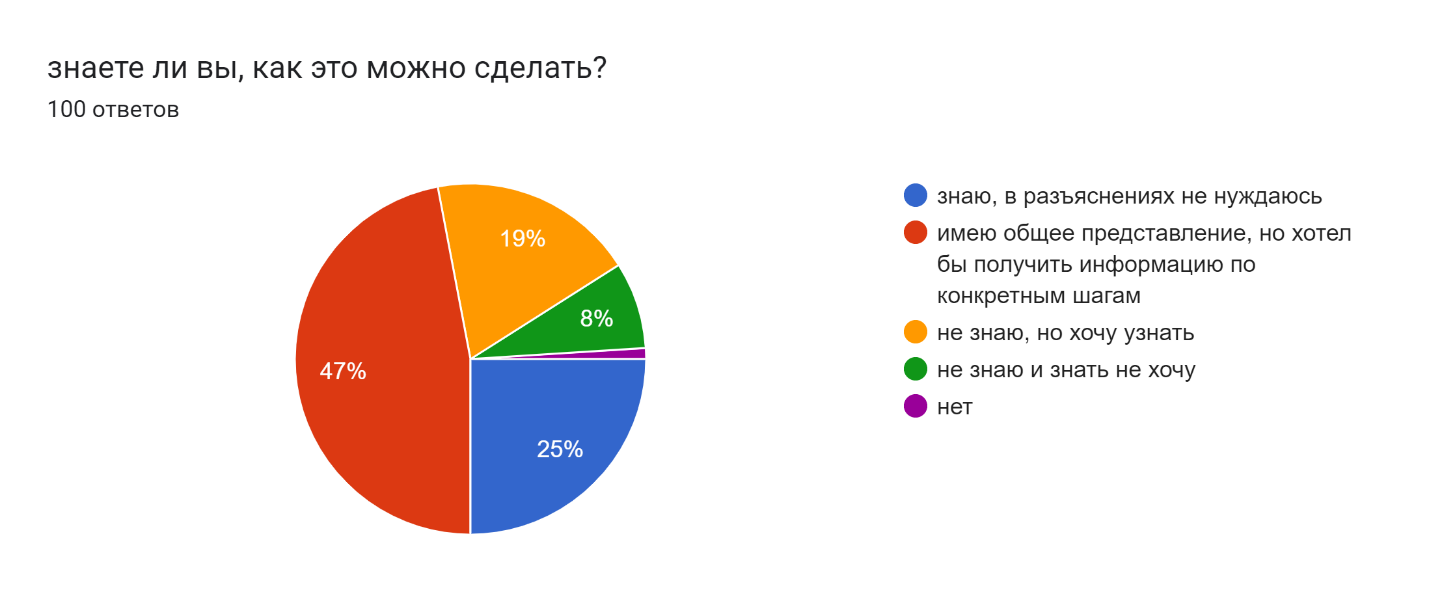 знаете ли вы, как это можно сделать?
100 ответов
19%
8%
47%
25%
знаю, в разъяснениях не нуждаюсь
имею общее представление, но хотел
бы получить информацию по
конкретным шагам
не знаю, но хочу узнать
не знаю и знать не хочу
нет